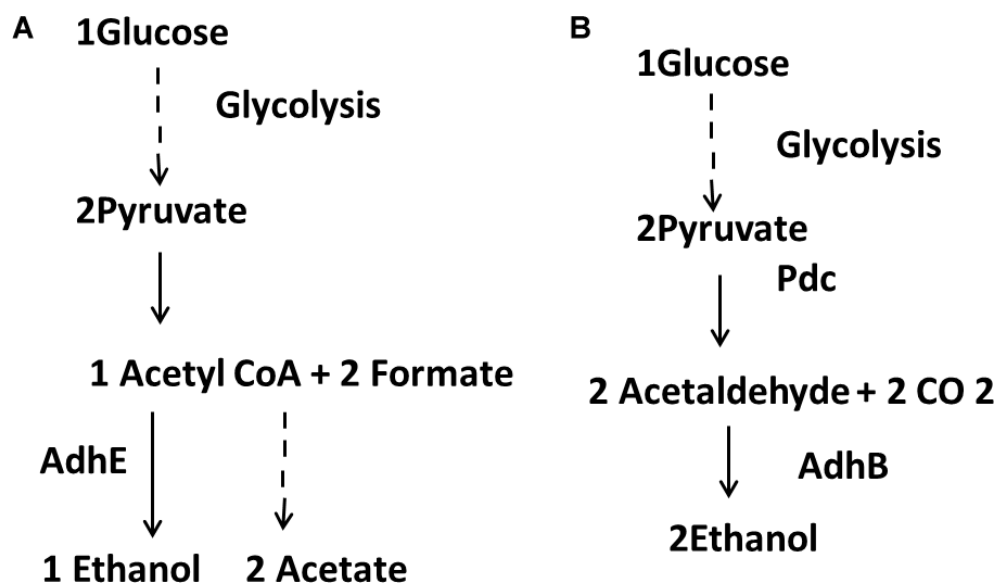 A
1Glucose
Glycolysis
2Pyruvate
1 Acetyl CoA + 2 Formate
AdhE
1 Ethanol
2 Acetate
B
1Glucose
Glycolysis
2Pyruvate
Pdc
2 Acetaldehyde + 2 CO 2
AdhB
2Ethanol